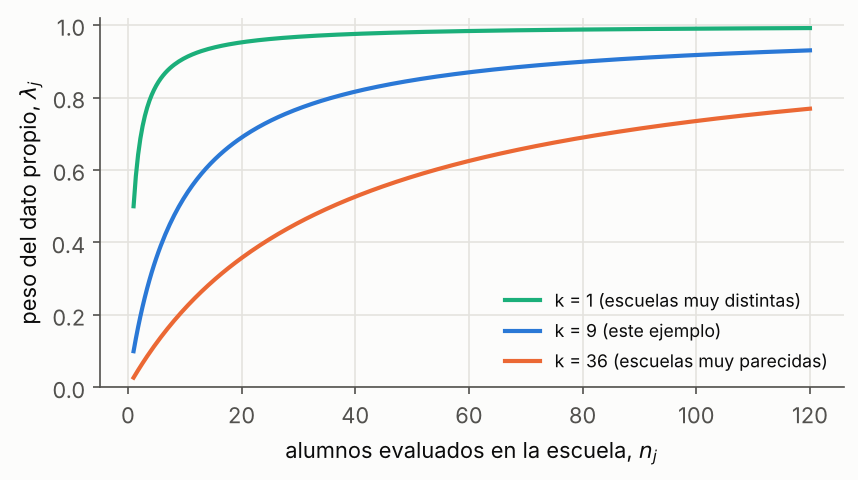 peso del dato propio, λj
1.0
0.8
0.6
0.4
0.2
0.0
k = 1 (escuelas muy distintas)
k = 9 (este ejemplo)
k = 36 (escuelas muy parecidas)
0 20 40 60 80 100 120
alumnos evaluados en la escuela, nj